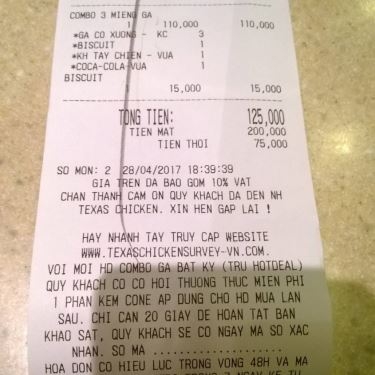 COMBO 3 MIENG GA
1 110,000 110,000
*GA CO XUONG - KC 3
*BISCUIT 1
*KH TAY CHIEN - VUA 1
*COCA-COLA-VUA 1
BISCUIT
1 15,000 15,000
TONG TIEN: 125,000
TIEN MAT 200,000
TIEN THOI 75,000
SO MON: 2 28/04/2017 18:39:39
GIA TREN DA BAO GOM 10% VAT
CHAN THANH CAM ON QUY KHACH DA DEN NH
TEXAS CHICKEN. XIN HEN GAP LAI !
HAY NHANH TAY TRUY CAP WEBSITE
WWW.TEXASCHICKENSURVEY-VN.COM.
VOI MOI HD COMBO GA BAT KY (TRU HOTDEAL)
QUY KHACH CO CO HOI THUONG THUC MIEN PHI
1 PHAN KEM CONE AP DUNG CHO HD MUA LAN
SAU. CHI CAN 20 GIAY DE HOAN TAT BAN
KHAO SAT, QUY KHACH SE CO NGAY MA SO XAC
NHAN. SO MA ...................
HOA DON CO HIEU LUC TRONG VONG 48H VA MA